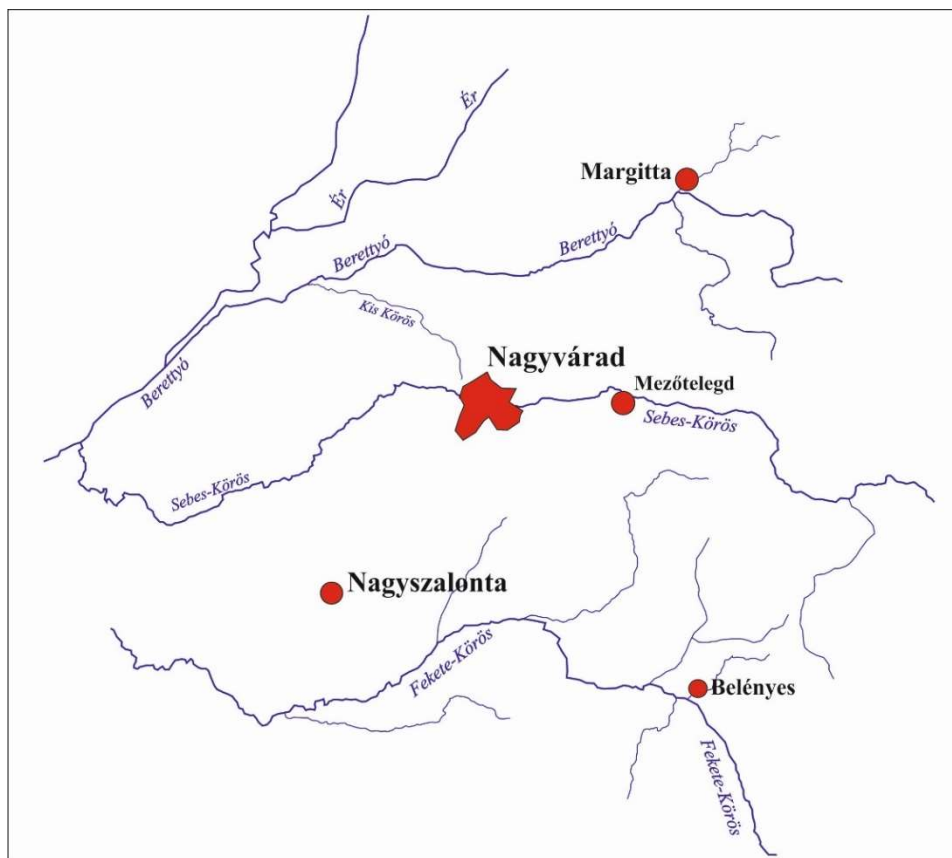 Ér
Margitta
Ér
Berettyó
Berettyó
Kis Körös
Nagyvárad
Berettyó
Mezőtelegd
Sebes-Körös
Sebes-Körös
Nagyszalonta
Fekete-Körös
Belényes
Fekete-Körös